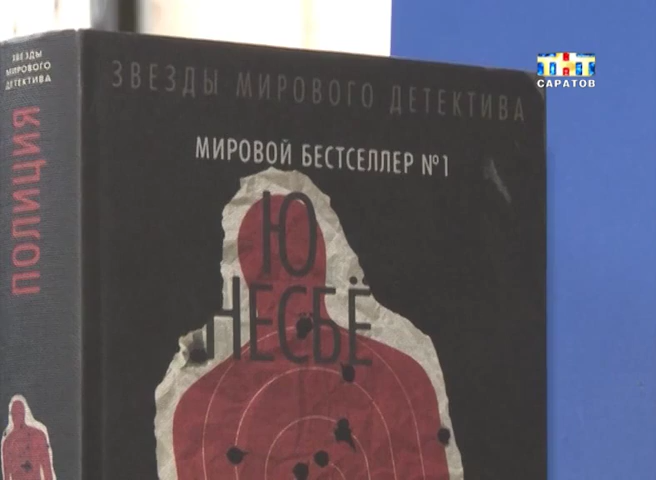 ЗВЕЗДЫ
МИРОВОГО
ДЕТЕКТИВА
ПОЛИЦИЯ
ЗВЕЗДЫ МИРОВОГО ДЕТЕКТИВА
МИРОВОЙ БЕСТСЕЛЛЕР №1
Ю
НЕСБЁ
ТНТ
САРАТОВ